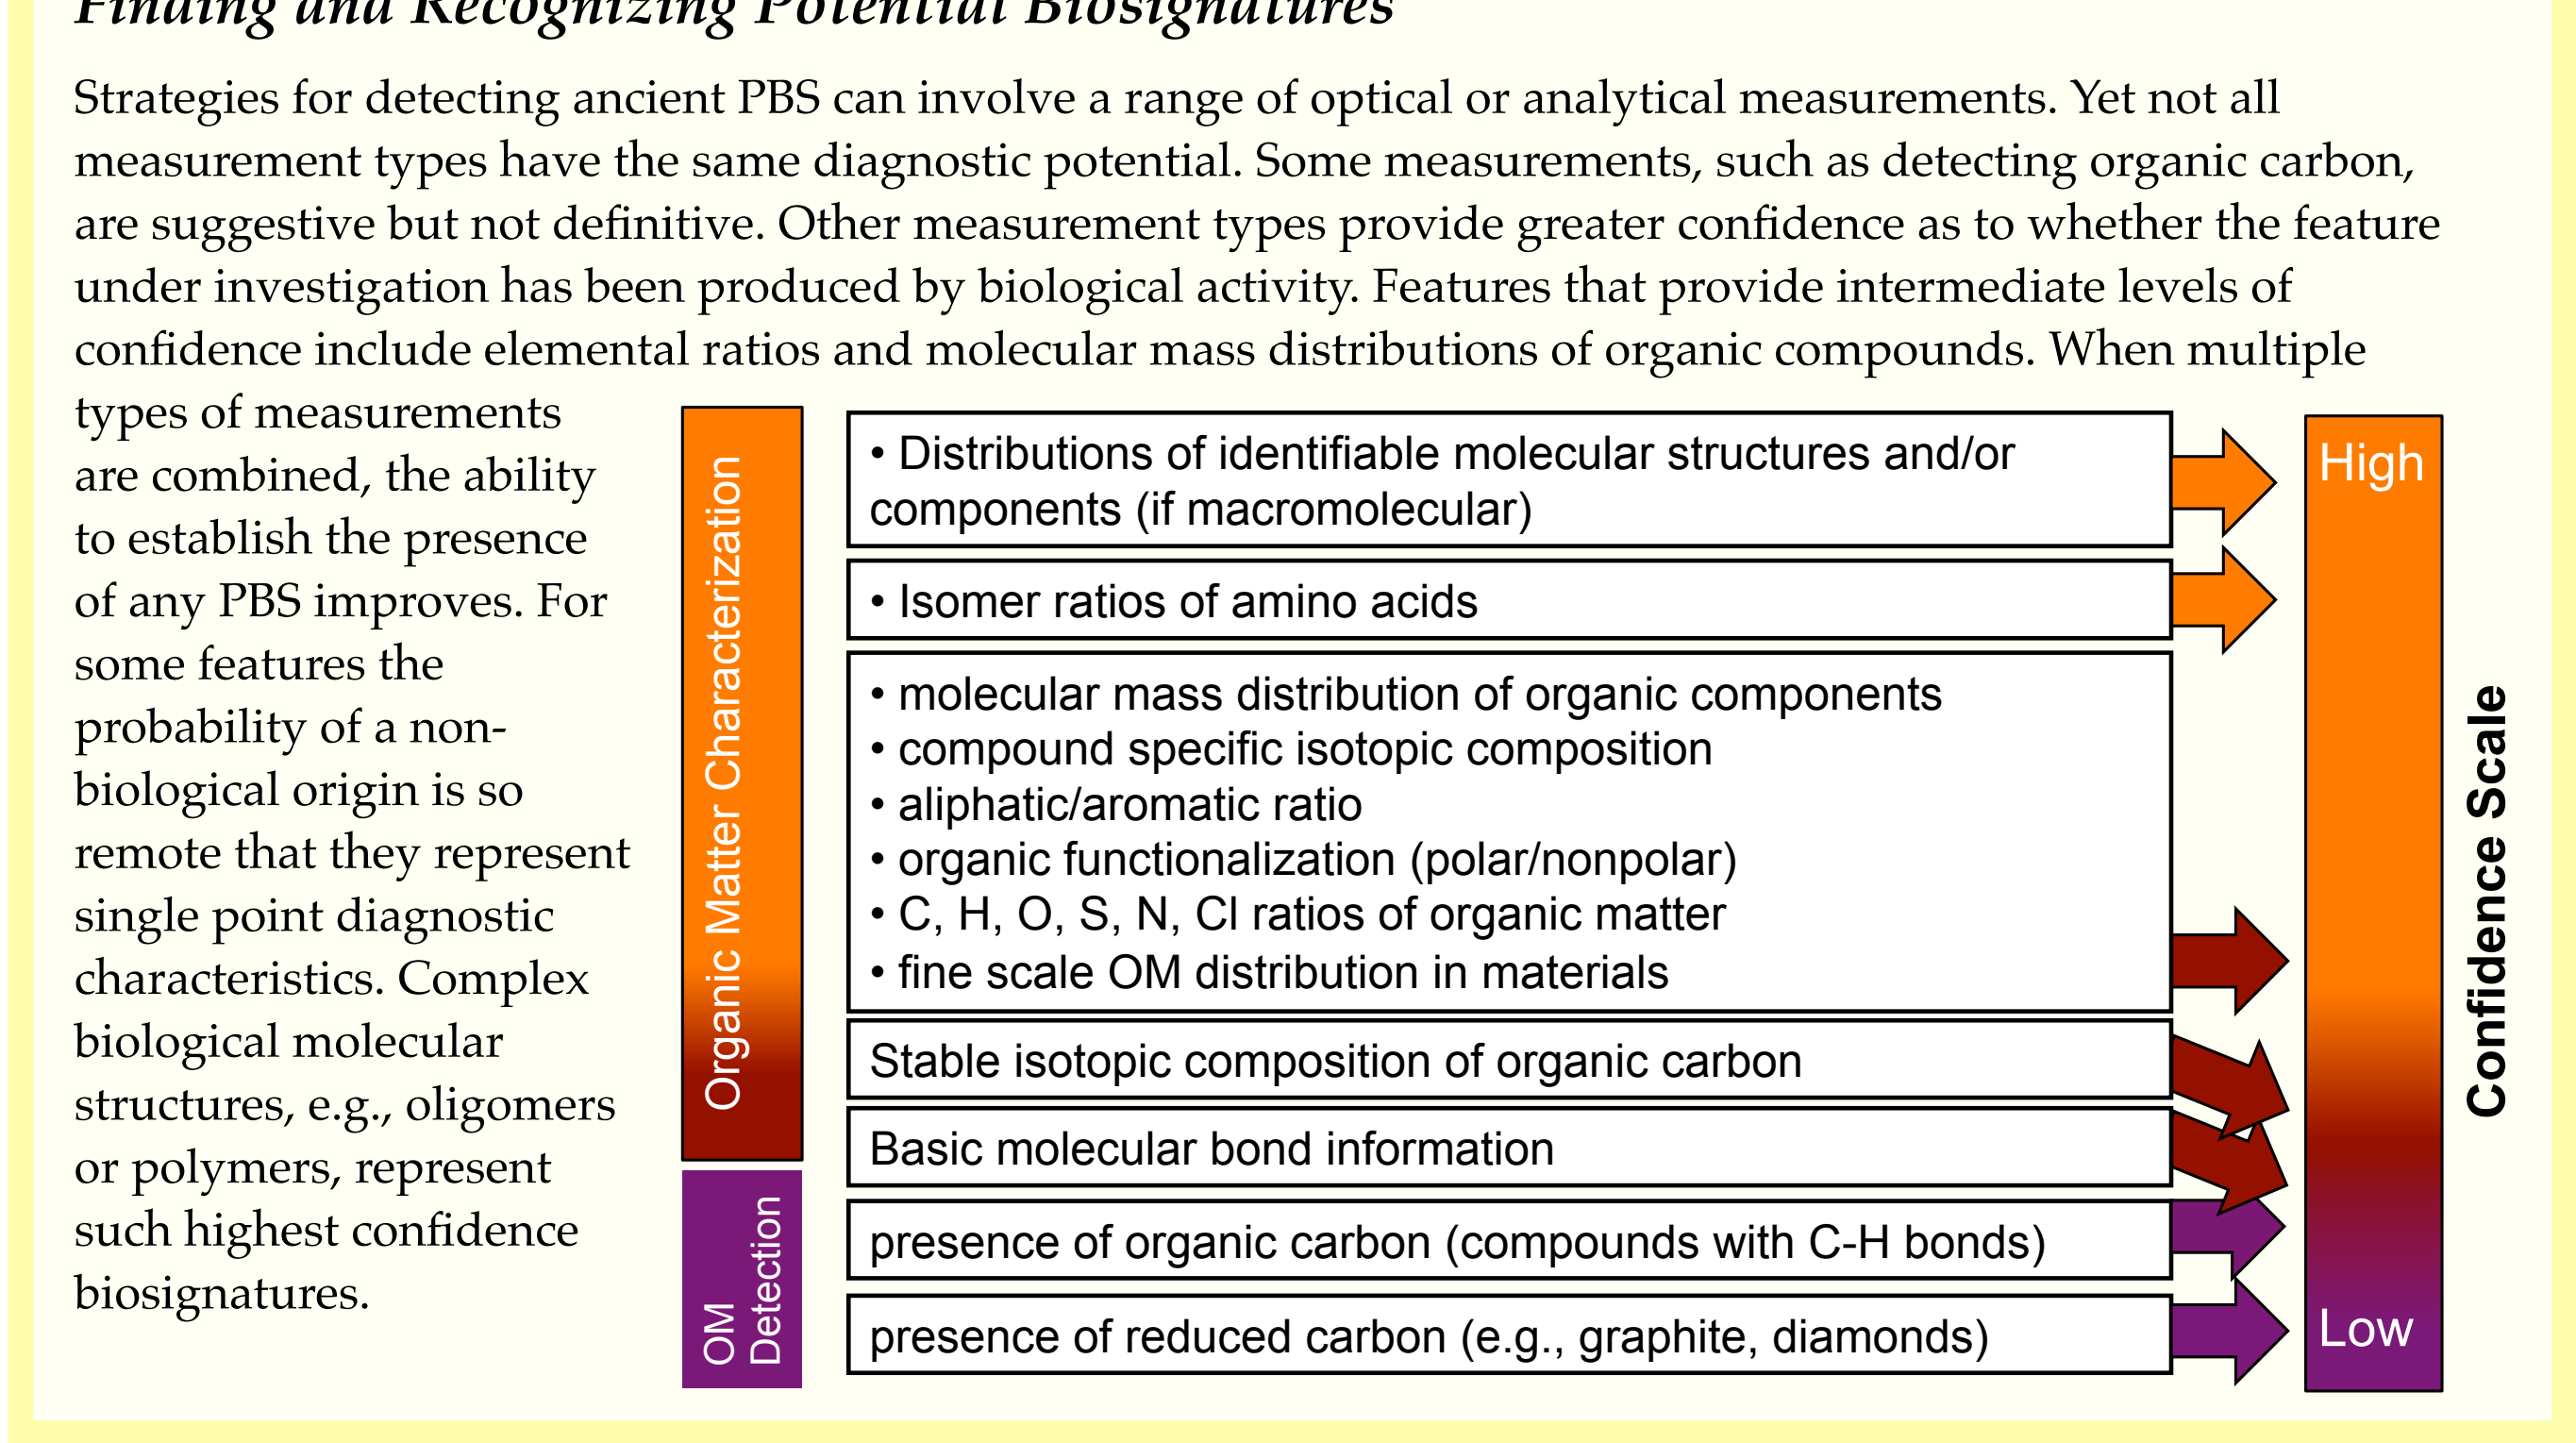 Finding and Recognizing Potential Biosignatures
Strategies for detecting ancient PBS can involve a range of optical or analytical measurements. Yet not all
measurement types have the same diagnostic potential. Some measurements, such as detecting organic carbon,
are suggestive but not definitive. Other measurement types provide greater confidence as to whether the feature
under investigation has been produced by biological activity. Features that provide intermediate levels of
confidence include elemental ratios and molecular mass distributions of organic compounds. When multiple
types of measurements
are combined, the ability
to establish the presence
of any PBS improves. For
some features the
probability of a non-
biological origin is so
remote that they represent
single point diagnostic
characteristics. Complex
biological molecular
structures, e.g., oligomers
or polymers, represent
such highest confidence
biosignatures.
Organic Matter Characterization
OM
Detection
• Distributions of identifiable molecular structures and/or
components (if macromolecular)
• Isomer ratios of amino acids
• molecular mass distribution of organic components
• compound specific isotopic composition
• aliphatic/aromatic ratio
• organic functionalization (polar/nonpolar)
• C, H, O, S, N, Cl ratios of organic matter
• fine scale OM distribution in materials
Stable isotopic composition of organic carbon
Basic molecular bond information
presence of organic carbon (compounds with C-H bonds)
presence of reduced carbon (e.g., graphite, diamonds)
High
Low
Confidence Scale